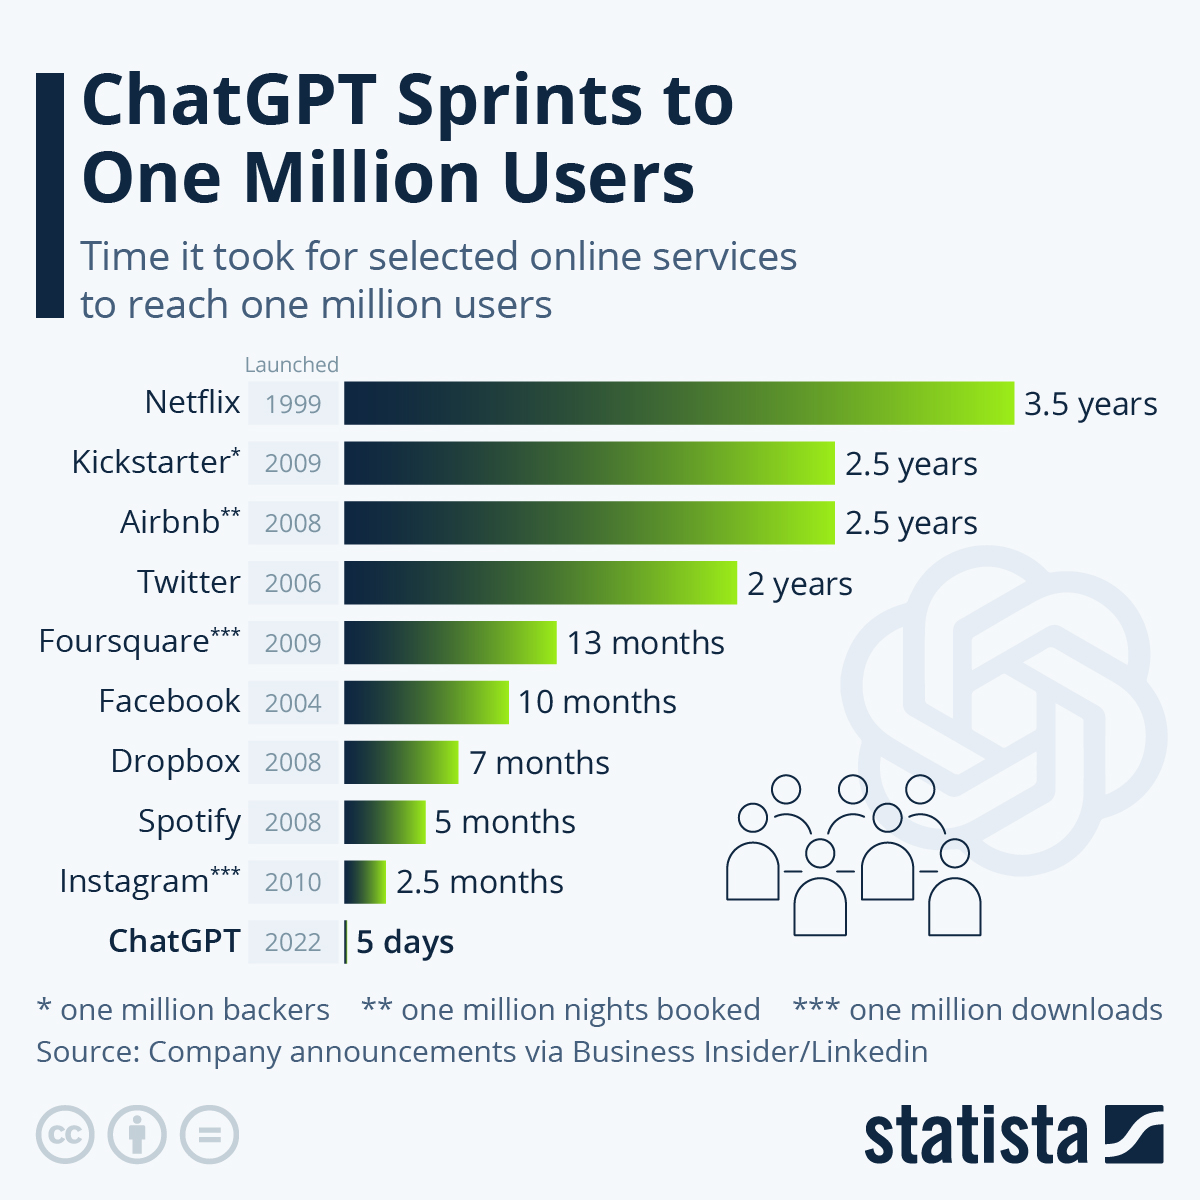 ChatGPT Sprints to
One Million Users
Time it took for selected online services
to reach one million users
Launched
Netflix 1999 3.5 years
Kickstarter* 2009 2.5 years
Airbnb** 2008 2.5 years
Twitter 2006 2 years
Foursquare*** 2009 13 months
Facebook 2004 10 months
Dropbox 2008 7 months
Spotify 2008 5 months
Instagram*** 2010 2.5 months
ChatGPT 2022 5 days
* one million backers ** one million nights booked *** one million downloads
Source: Company announcements via Business Insider/Linkedin
cc = statista